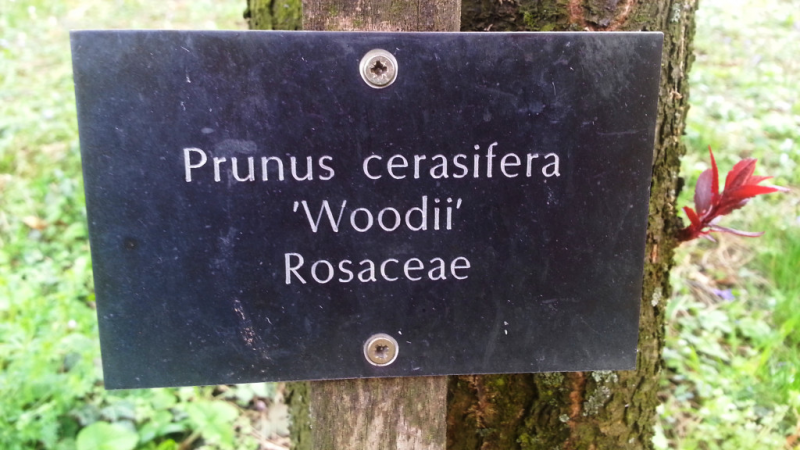 Prunus cerasifera
'Woodii'
Rosaceae